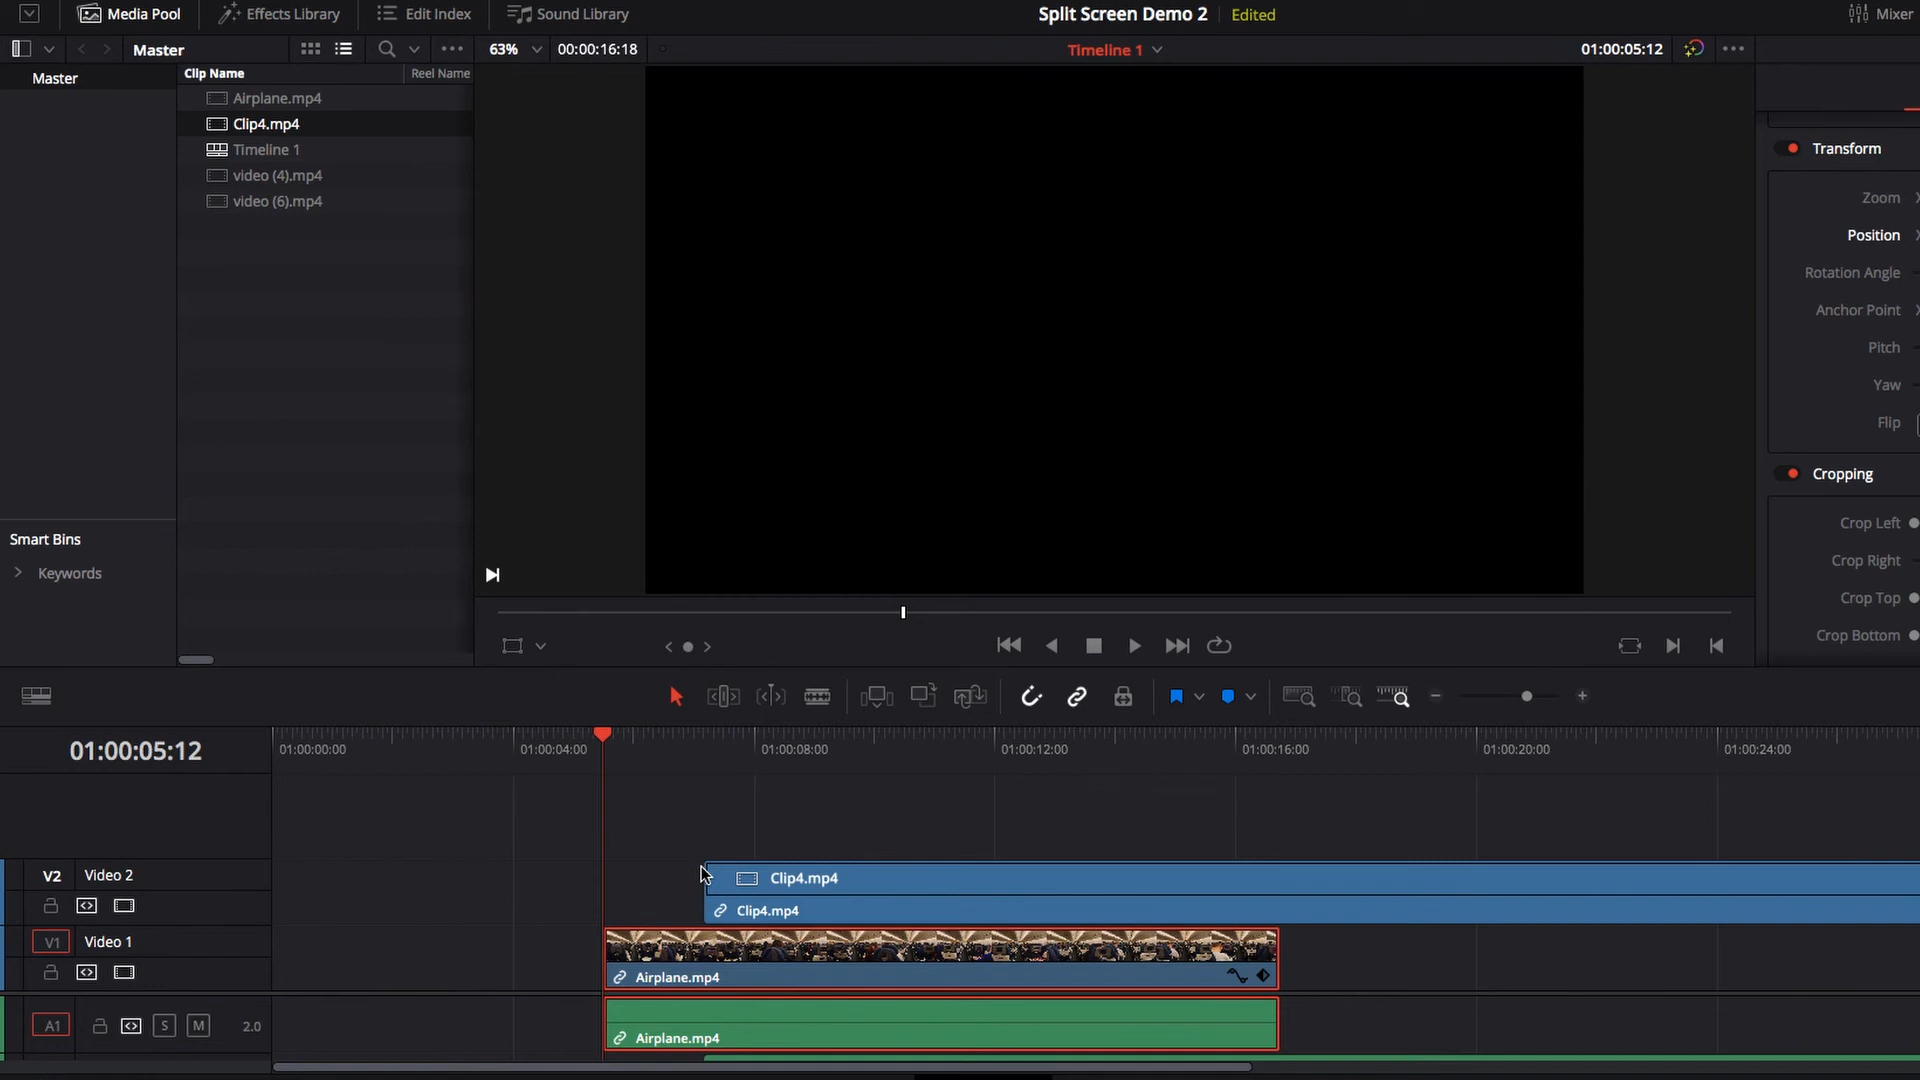 Media Pool
Effects Library
Edit Index
Sound Library
Split Screen Demo 2
Edited
Mixer
Master
63%
00:00:16:18
Timeline 1
01:00:05:12
Master
Clip Name
Reel Name
Airplane.mp4
Clip4.mp4
Timeline 1
video (4).mp4
video (6).mp4
Smart Bins
Keywords
Transform
Zoom
Position
Rotation Angle
Anchor Point
Pitch
Yaw
Flip
Cropping
Crop Left
Crop Right
Crop Top
Crop Bottom
01:00:05:12
01:00:00:00
01:00:04:00
01:00:08:00
01:00:12:00
01:00:16:00
01:00:20:00
01:00:24:00
V2
Video 2
Clip4.mp4
Clip4.mp4
V1
Video 1
Airplane.mp4
A1
S
M
2.0
Airplane.mp4